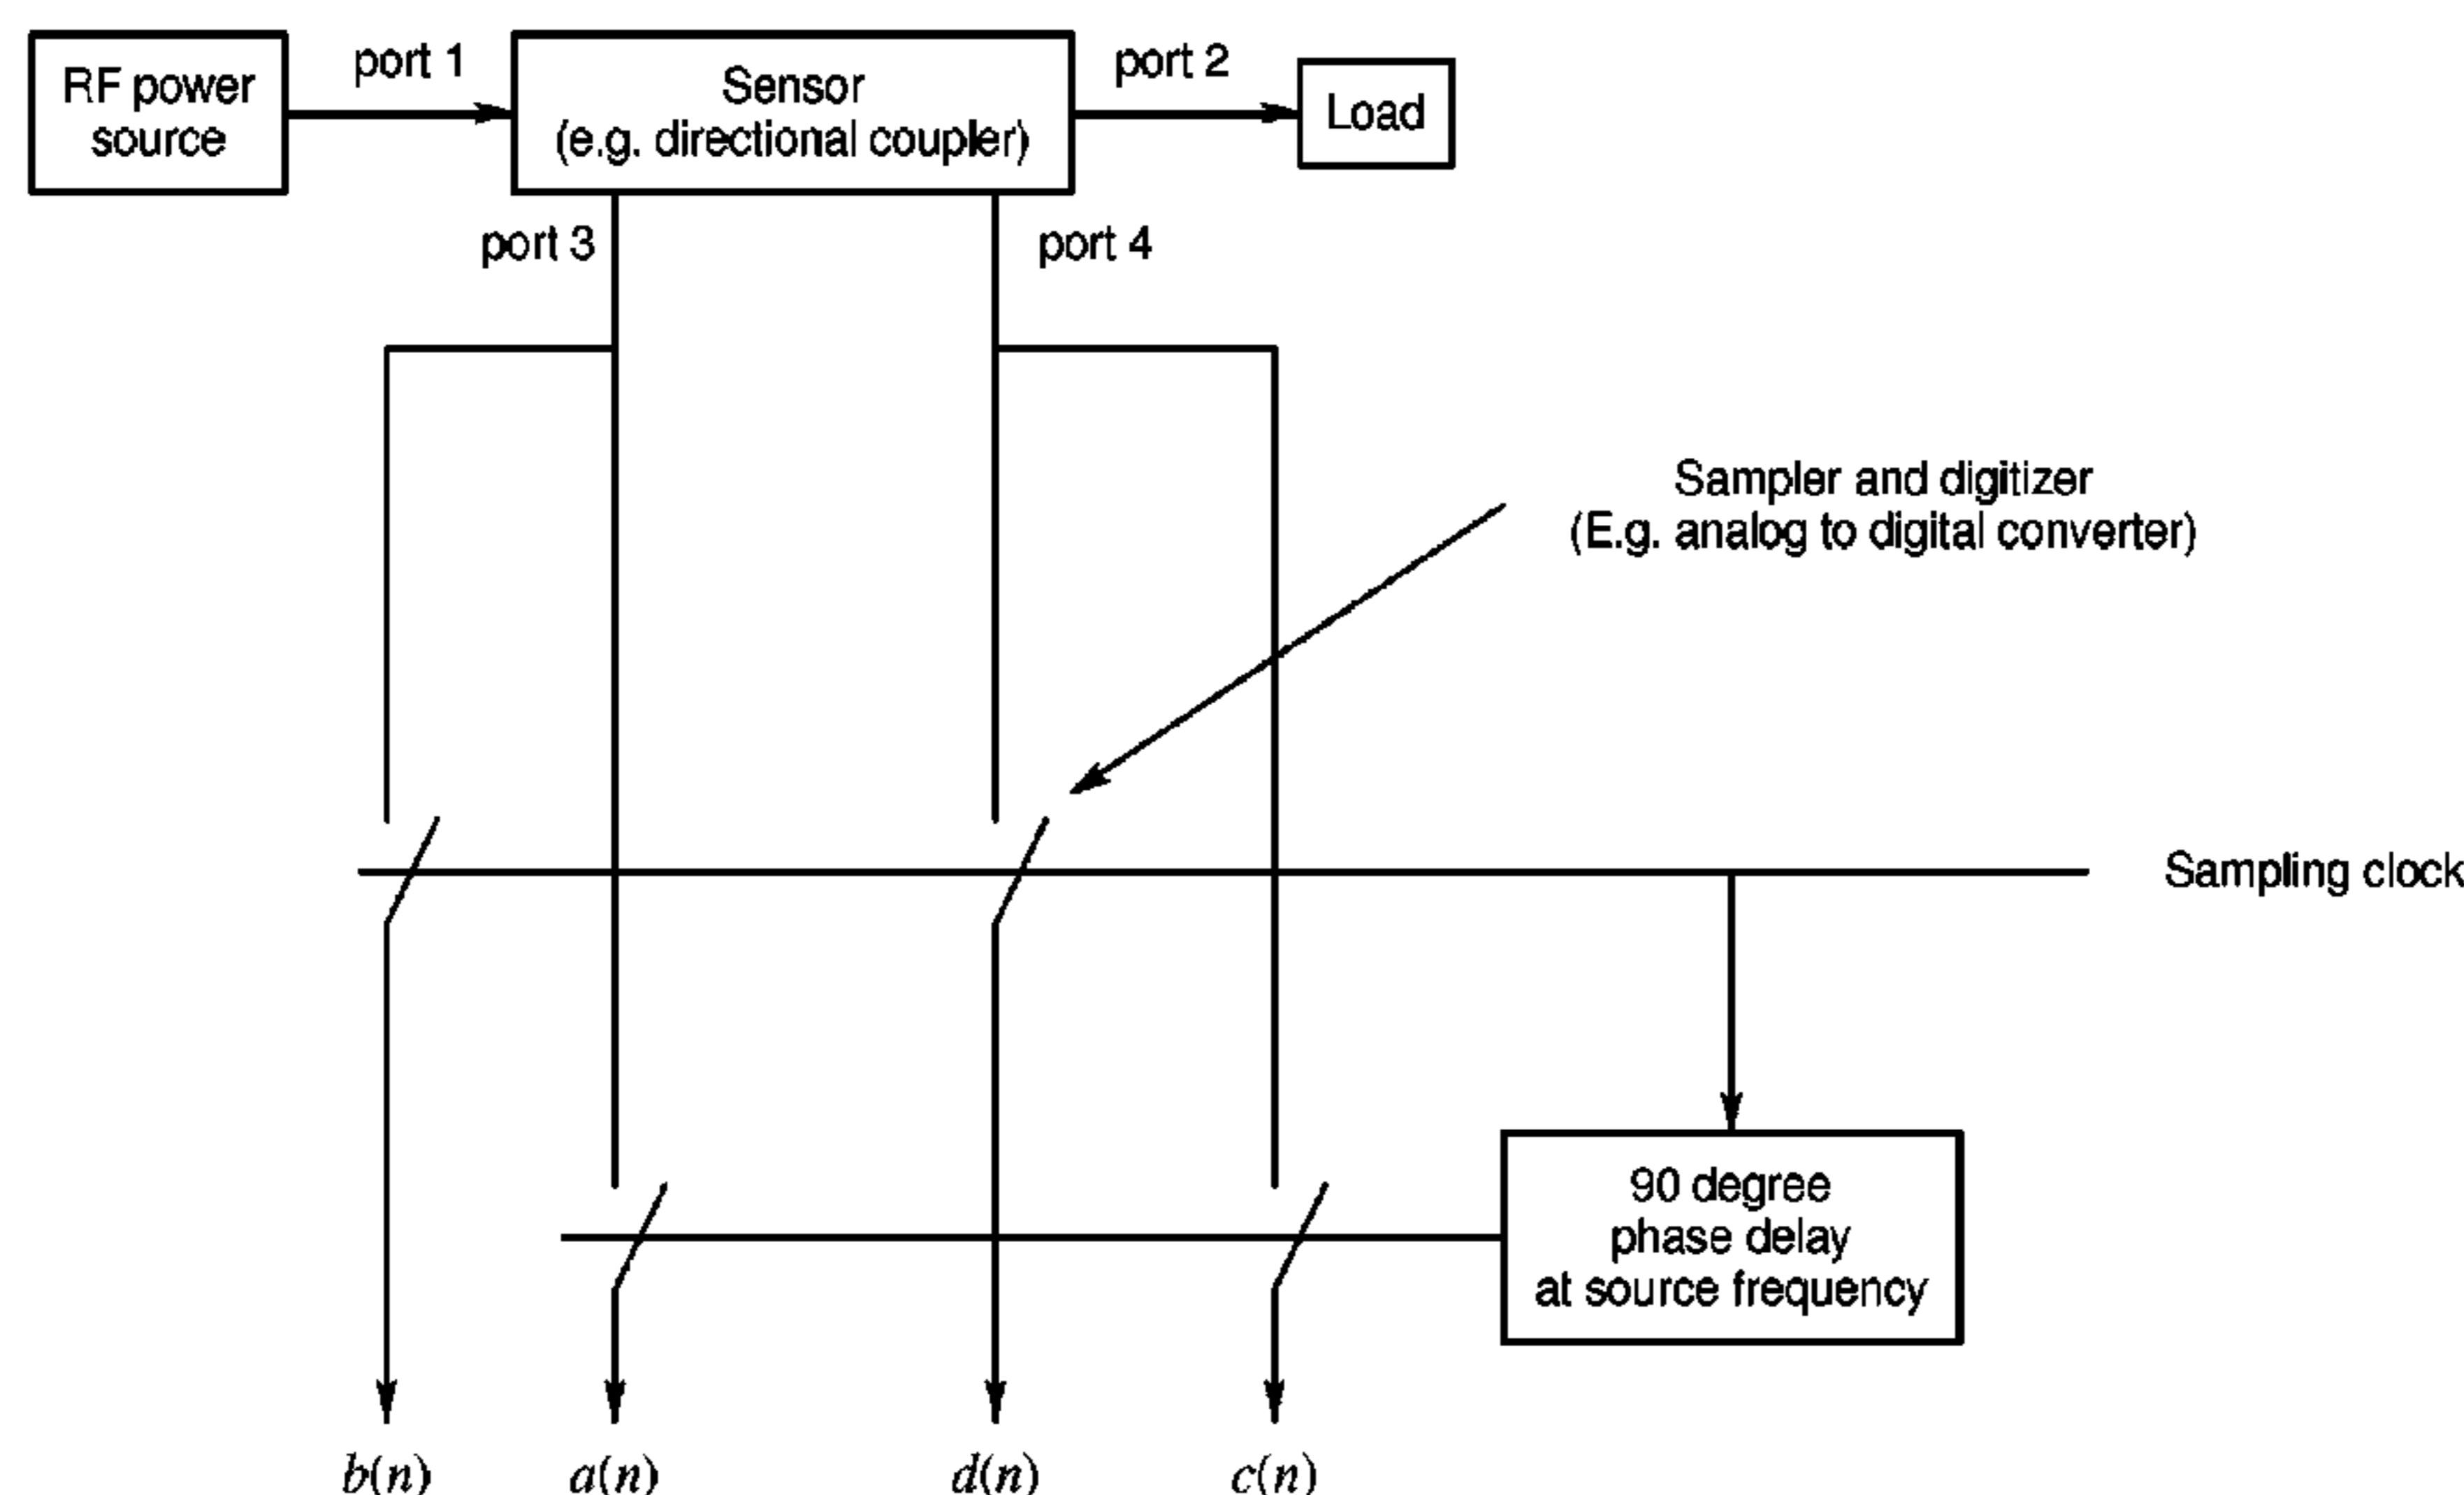 RF power
source
port 1
Sensor
(e.g. directional coupler)
port 2
Load
port 3
port 4
Sampler and digitizer
(E.g. analog to digital converter)
Sampling clock
90 degree
phase delay
at source frequency
b(n)
a(n)
d(n)
c(n)